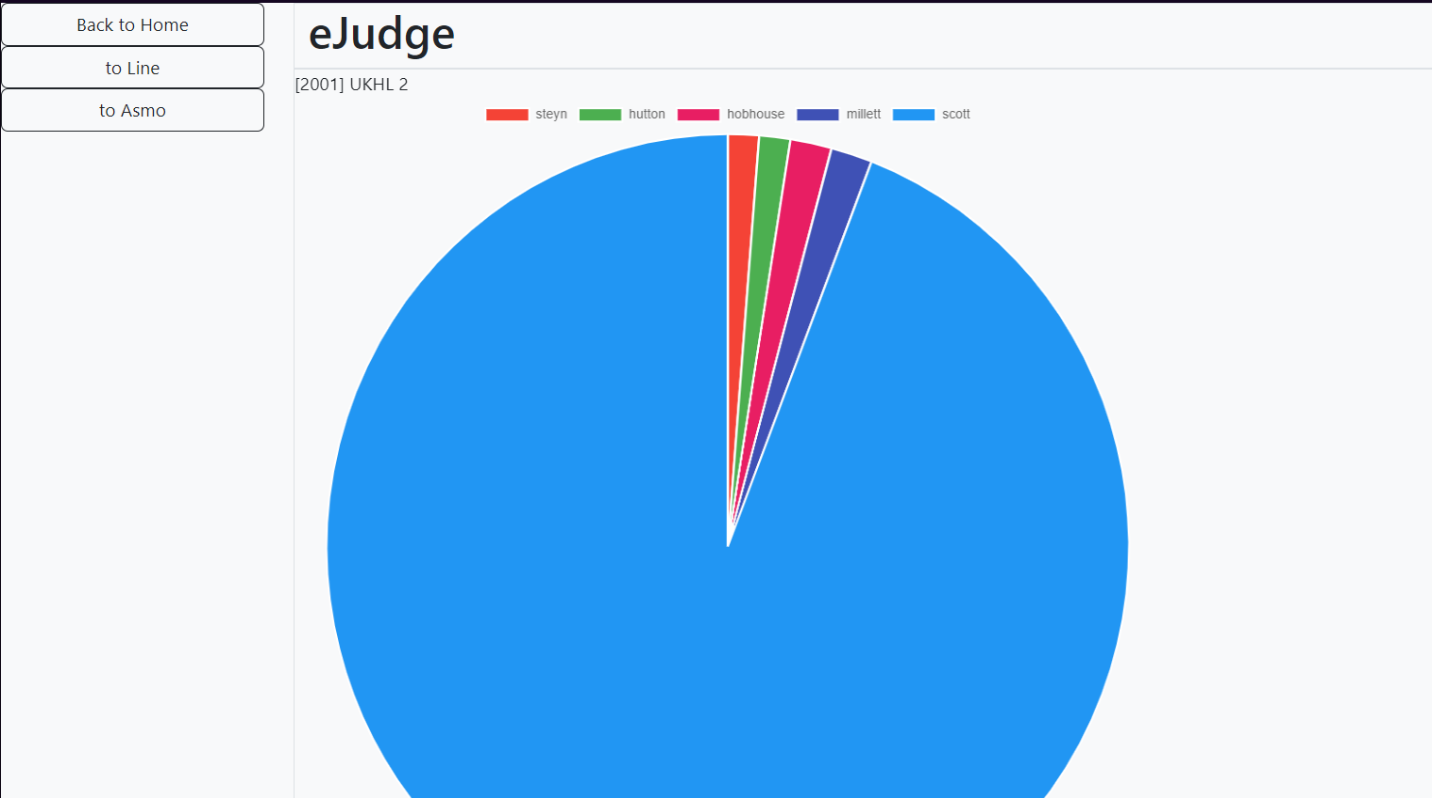 Back to Home
to Line
to Asmo
eJudge
[2001] UKHL 2
steyn hutton hobhouse millett scott